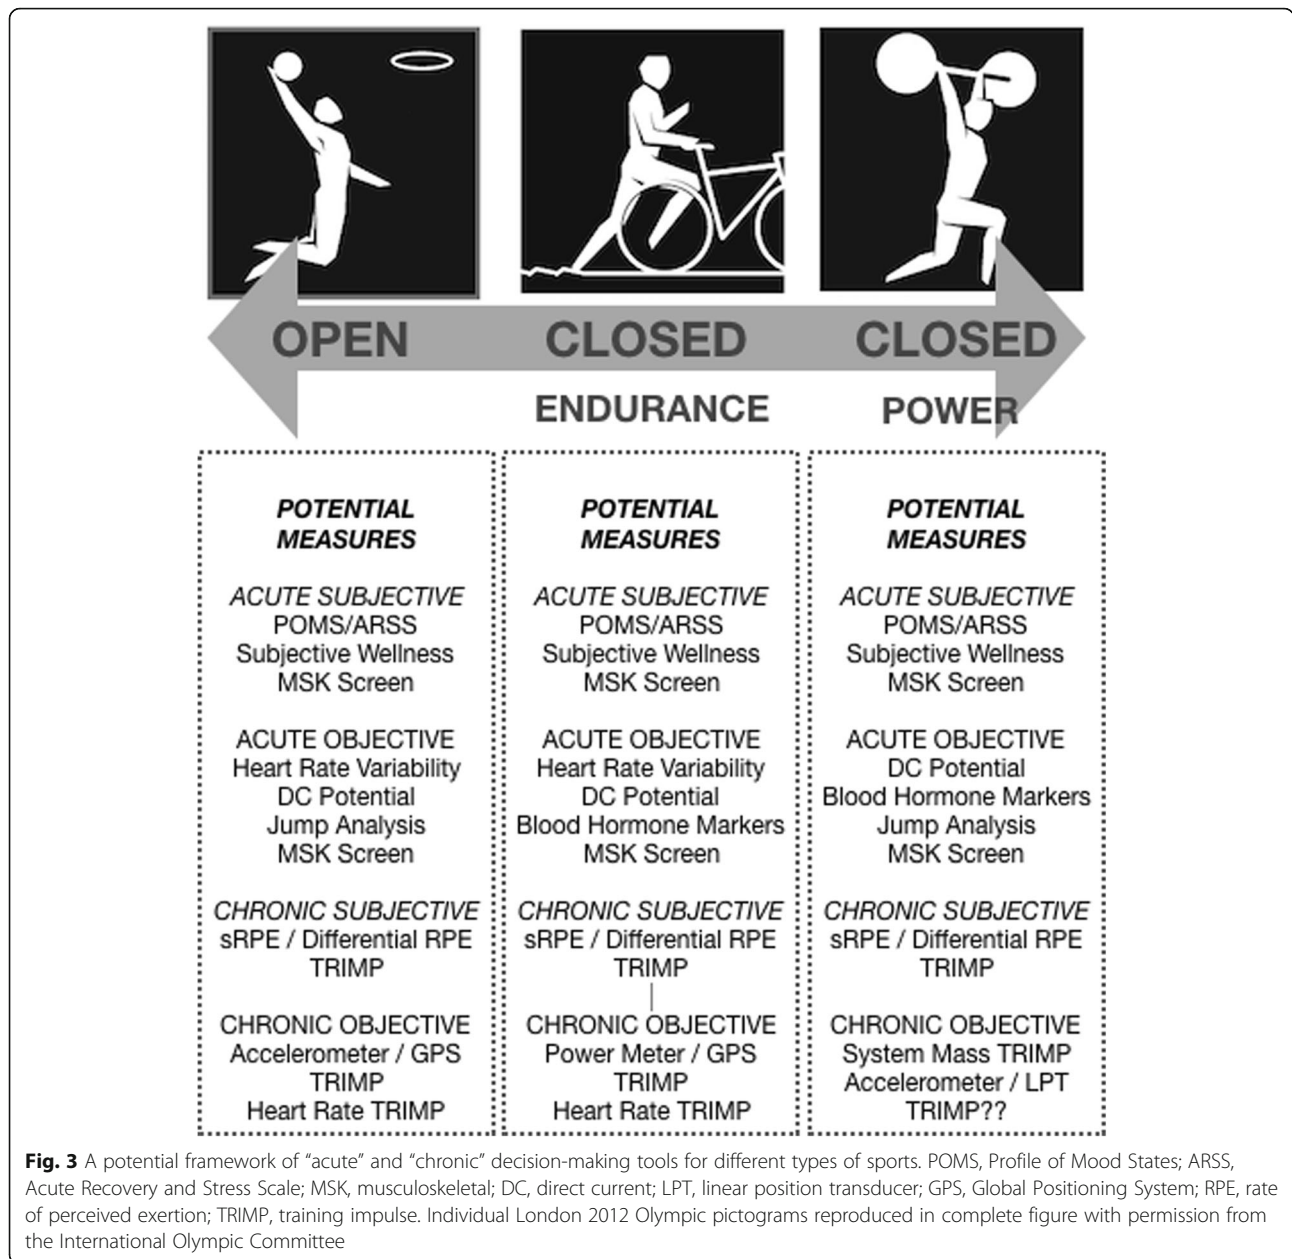 OPEN
CLOSED
CLOSED
ENDURANCE
POWER
POTENTIAL
MEASURES
ACUTE SUBJECTIVE
POMS/ARSS
Subjective Wellness
MSK Screen
ACUTE OBJECTIVE
Heart Rate Variability
DC Potential
Jump Analysis
MSK Screen
CHRONIC SUBJECTIVE
sRPE / Differential RPE
TRIMP
CHRONIC OBJECTIVE
Accelerometer / GPS
TRIMP
Heart Rate TRIMP
POTENTIAL
MEASURES
ACUTE SUBJECTIVE
POMS/ARSS
Subjective Wellness
MSK Screen
ACUTE OBJECTIVE
Heart Rate Variability
DC Potential
Blood Hormone Markers
MSK Screen
CHRONIC SUBJECTIVE
sRPE / Differential RPE
TRIMP
CHRONIC OBJECTIVE
Power Meter / GPS
TRIMP
Heart Rate TRIMP
POTENTIAL
MEASURES
ACUTE SUBJECTIVE
POMS/ARSS
Subjective Wellness
MSK Screen
ACUTE OBJECTIVE
DC Potential
Blood Hormone Markers
Jump Analysis
MSK Screen
CHRONIC SUBJECTIVE
sRPE / Differential RPE
TRIMP
CHRONIC OBJECTIVE
System Mass TRIMP
Accelerometer / LPT
TRIMP??
Fig. 3 A potential framework of “acute” and “chronic” decision-making tools for different types of sports. POMS, Profile of Mood States; ARSS,
Acute Recovery and Stress Scale; MSK, musculoskeletal; DC, direct current; LPT, linear position transducer; GPS, Global Positioning System; RPE, rate
of perceived exertion; TRIMP, training impulse. Individual London 2012 Olympic pictograms reproduced in complete figure with permission from
the International Olympic Committee